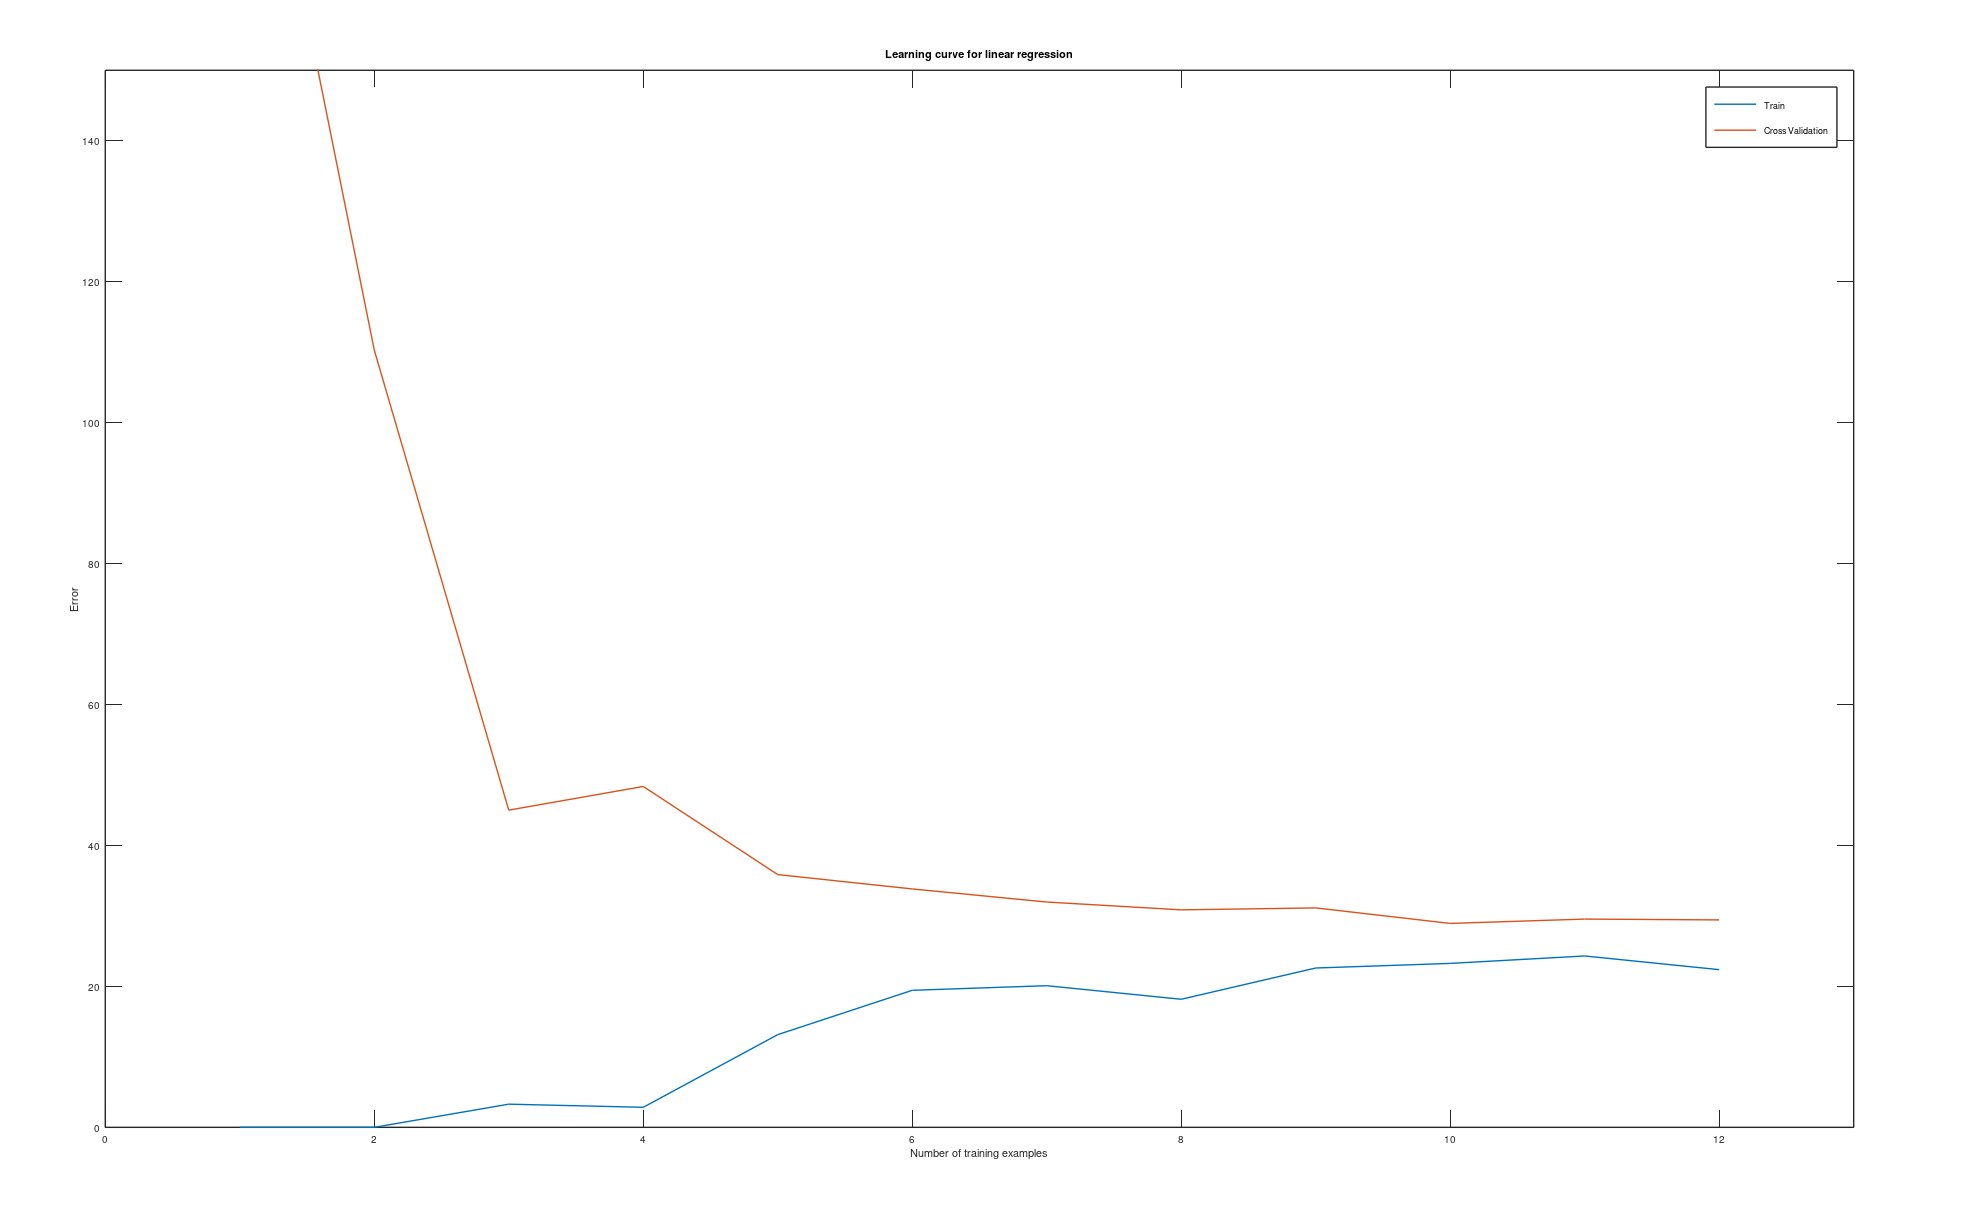 Learning curve for linear regression
Train
Cross Validation
140
120
100
80
60
40
20
0
Error
0 2 4 6 8 10 12
Number of training examples